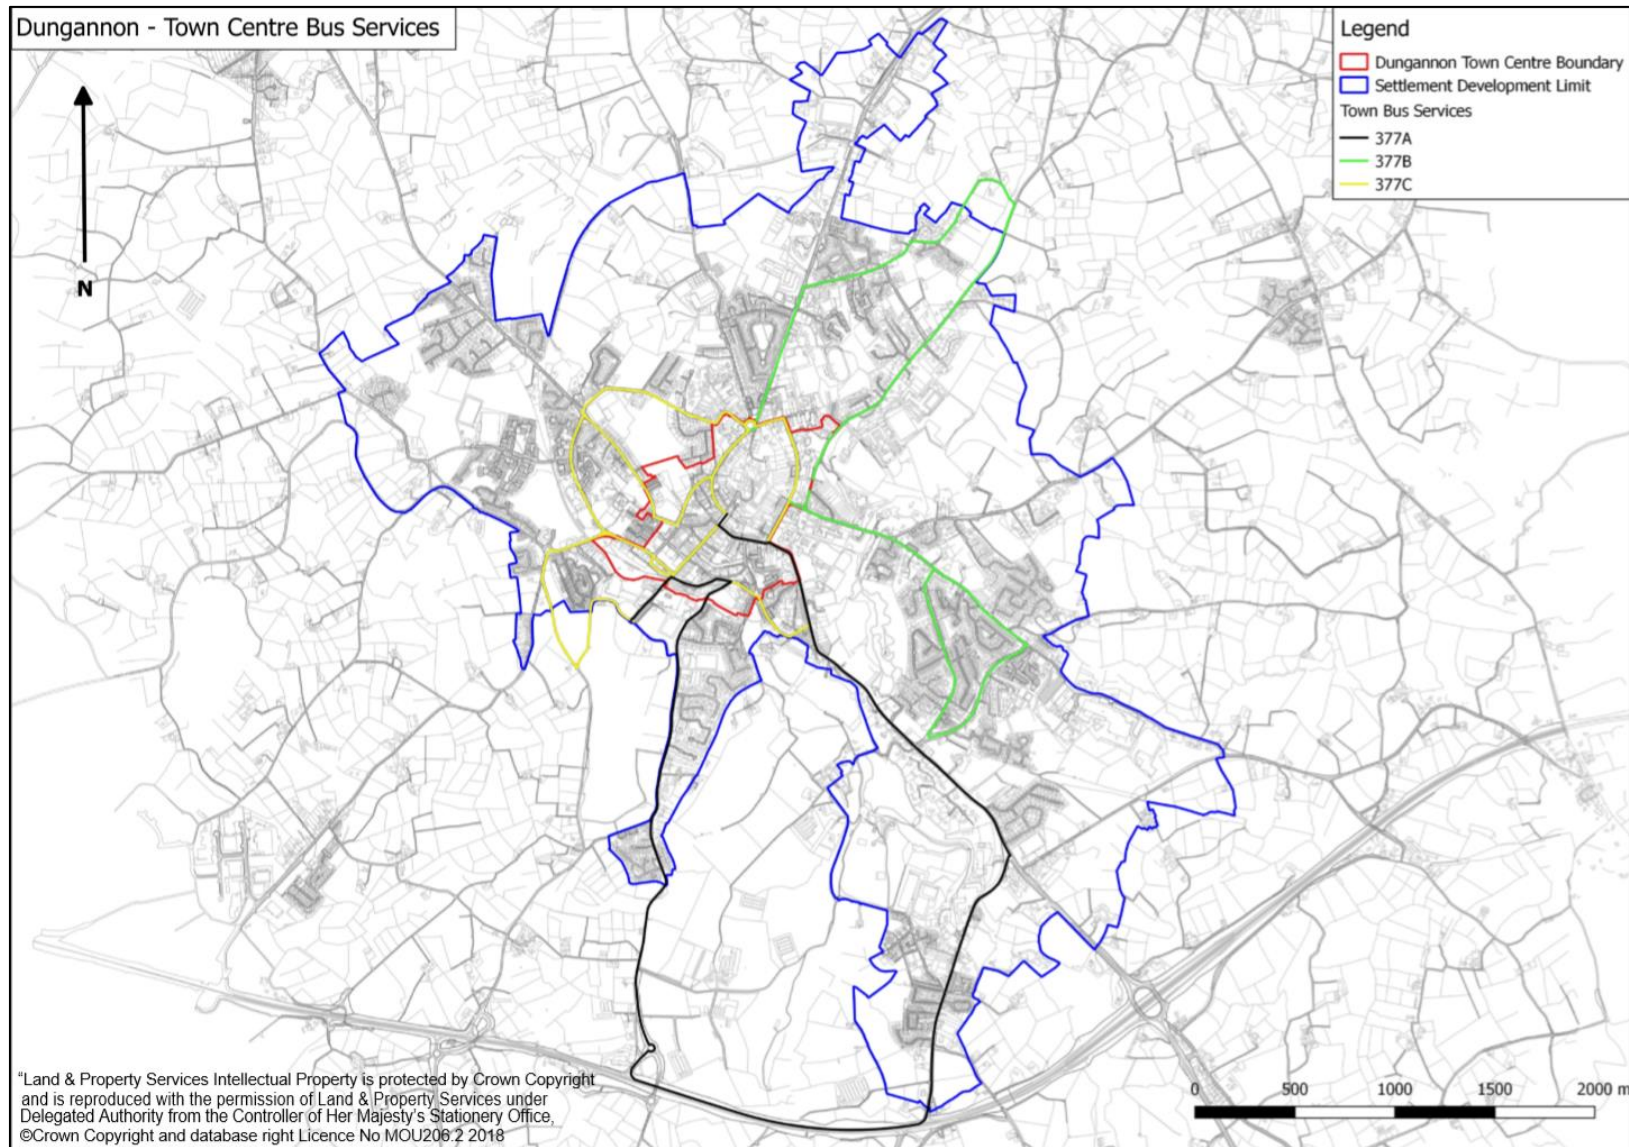 Dungannon - Town Centre Bus Services
Legend
Dungannon Town Centre Boundary
Settlement Development Limit
Town Bus Services
377A
377B
377C
N
0 500 1000 1500 2000 m
“Land & Property Services Intellectual Property is protected by Crown Copyright
and is reproduced with the permission of Land & Property Services under
Delegated Authority from the Controller of Her Majesty's Stationery Office,
©Crown Copyright and database right Licence No MOU206.2 2018